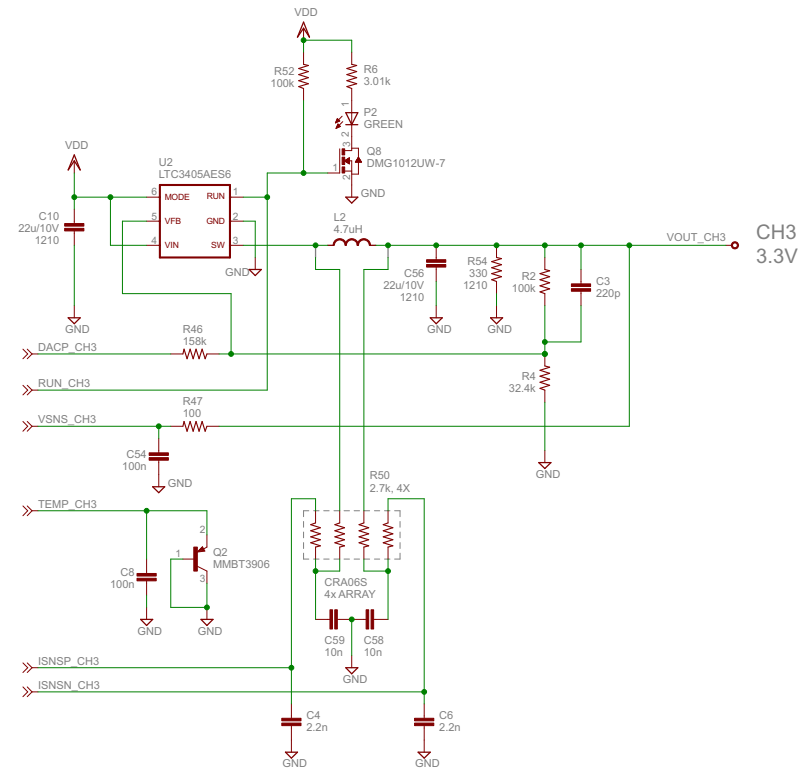 VDD
R52
100k
R6
3.01k
1
P2
GREEN
2
3
Q8
DMG1012UW-7
1
2
GND
VDD
U2
LTC3405AES6
6 MODE RUN 1
5 VFB GND 2
4 VIN SW 3
C10
22u/10V
1210
GND
GND
L2
4.7uH
C56
22u/10V
1210
GND
R54
330
1210
GND
R2
100k
C3
220p
VOUT_CH3
CH3
3.3V
R46
158k
DACP_CH3
R4
32.4k
GND
RUN_CH3
R47
100
VSNS_CH3
C54
100n
GND
TEMP_CH3
C8
100n
GND
2
1
3
Q2
MMBT3906
GND
R50
2.7k, 4X
CRA06S
4x ARRAY
C59
10n
C58
10n
GND
ISNSP_CH3
ISNSN_CH3
C4
2.2n
GND
C6
2.2n
GND